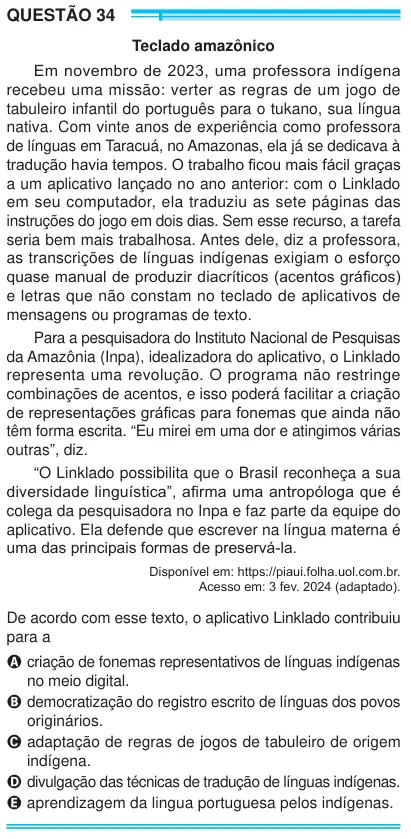 QUESTÃO 34
Teclado amazônico
Em novembro de 2023, uma professora indígena
recebeu uma missão: verter as regras de um jogo de
tabuleiro infantil do português para o tukano, sua língua
nativa. Com vinte anos de experiência como professora
de línguas em Taracuá, no Amazonas, ela já se dedicava à
tradução havia tempos. O trabalho ficou mais fácil graças
a um aplicativo lançado no ano anterior: com o Linklado
em seu computador, ela traduziu as sete páginas das
instruções do jogo em dois dias. Sem esse recurso, a tarefa
seria bem mais trabalhosa. Antes dele, diz a professora,
as transcrições de línguas indígenas exigiam o esforço
quase manual de produzir diacríticos (acentos gráficos)
e letras que não constam no teclado de aplicativos de
mensagens ou programas de texto.
Para a pesquisadora do Instituto Nacional de Pesquisas
da Amazônia (Inpa), idealizadora do aplicativo, o Linklado
representa uma revolução. O programa não restringe
combinações de acentos, e isso poderá facilitar a criação
de representações gráficas para fonemas que ainda não
têm forma escrita. “Eu mirei em uma dor e atingimos várias
outras”, diz.
“O Linklado possibilita que o Brasil reconheça a sua
diversidade linguística”, afirma uma antropóloga que é
colega da pesquisadora no Inpa e faz parte da equipe do
aplicativo. Ela defende que escrever na língua materna é
uma das principais formas de preservá-la.
Disponível em: https://piaui.folha.uol.com.br.
Acesso em: 3 fev. 2024 (adaptado).
De acordo com esse texto, o aplicativo Linklado contribuiu
para a
A criação de fonemas representativos de línguas indígenas
no meio digital.
B democratização do registro escrito de línguas dos povos
originários.
C adaptação de regras de jogos de tabuleiro de origem
indígena.
D divulgação das técnicas de tradução de línguas indígenas.
E aprendizagem da lingua portuguesa pelos indígenas.